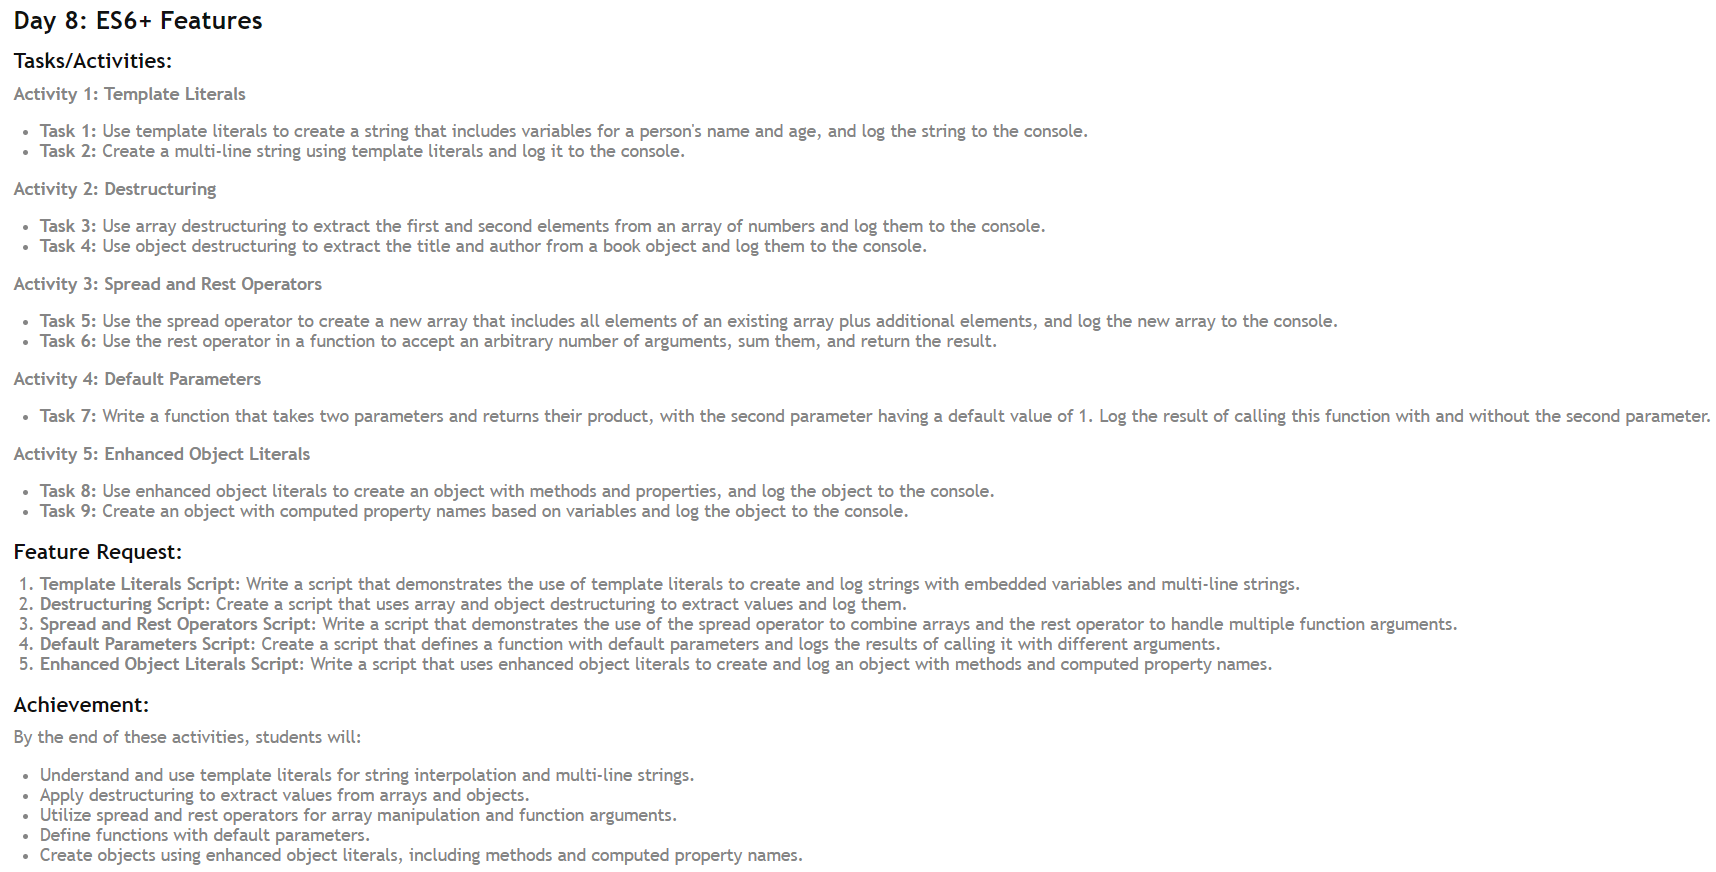 Day 8: ES6+ Features
Tasks/Activities:
Activity 1: Template Literals
• Task 1: Use template literals to create a string that includes variables for a person's name and age, and log the string to the console.
• Task 2: Create a multi-line string using template literals and log it to the console.
Activity 2: Destructuring
• Task 3: Use array destructuring to extract the first and second elements from an array of numbers and log them to the console.
• Task 4: Use object destructuring to extract the title and author from a book object and log them to the console.
Activity 3: Spread and Rest Operators
• Task 5: Use the spread operator to create a new array that includes all elements of an existing array plus additional elements, and log the new array to the console.
• Task 6: Use the rest operator in a function to accept an arbitrary number of arguments, sum them, and return the result.
Activity 4: Default Parameters
• Task 7: Write a function that takes two parameters and returns their product, with the second parameter having a default value of 1. Log the result of calling this function with and without the second parameter.
Activity 5: Enhanced Object Literals
• Task 8: Use enhanced object literals to create an object with methods and properties, and log the object to the console.
• Task 9: Create an object with computed property names based on variables and log the object to the console.
Feature Request:
1. Template Literals Script: Write a script that demonstrates the use of template literals to create and log strings with embedded variables and multi-line strings.
2. Destructuring Script: Create a script that uses array and object destructuring to extract values and log them.
3. Spread and Rest Operators Script: Write a script that demonstrates the use of the spread operator to combine arrays and the rest operator to handle multiple function arguments.
4. Default Parameters Script: Create a script that defines a function with default parameters and logs the results of calling it with different arguments.
5. Enhanced Object Literals Script: Write a script that uses enhanced object literals to create and log an object with methods and computed property names.
Achievement:
By the end of these activities, students will:
• Understand and use template literals for string interpolation and multi-line strings.
• Apply destructuring to extract values from arrays and objects.
• Utilize spread and rest operators for array manipulation and function arguments.
• Define functions with default parameters.
• Create objects using enhanced object literals, including methods and computed property names.